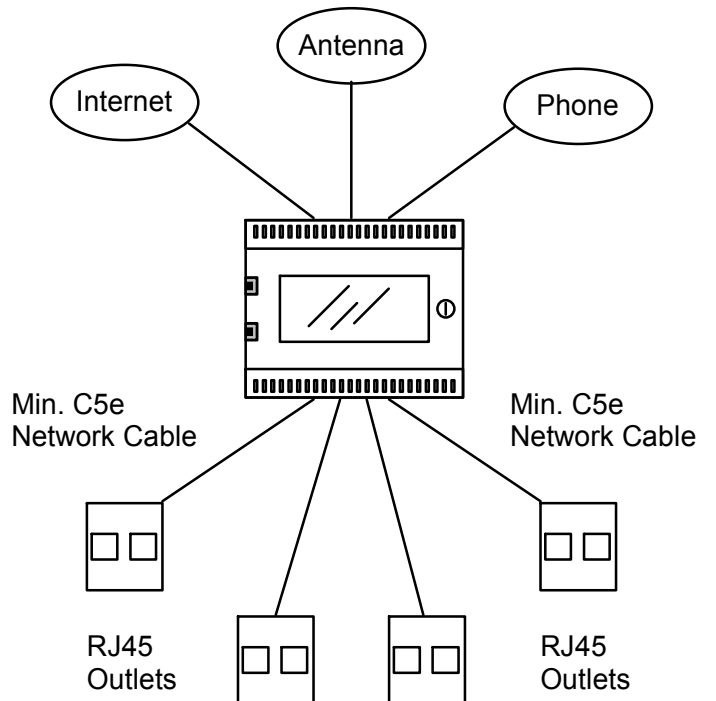 Antenna
Internet
Phone
Min. C5e
Network Cable
Min. C5e
Network Cable
RJ45
Outlets
RJ45
Outlets